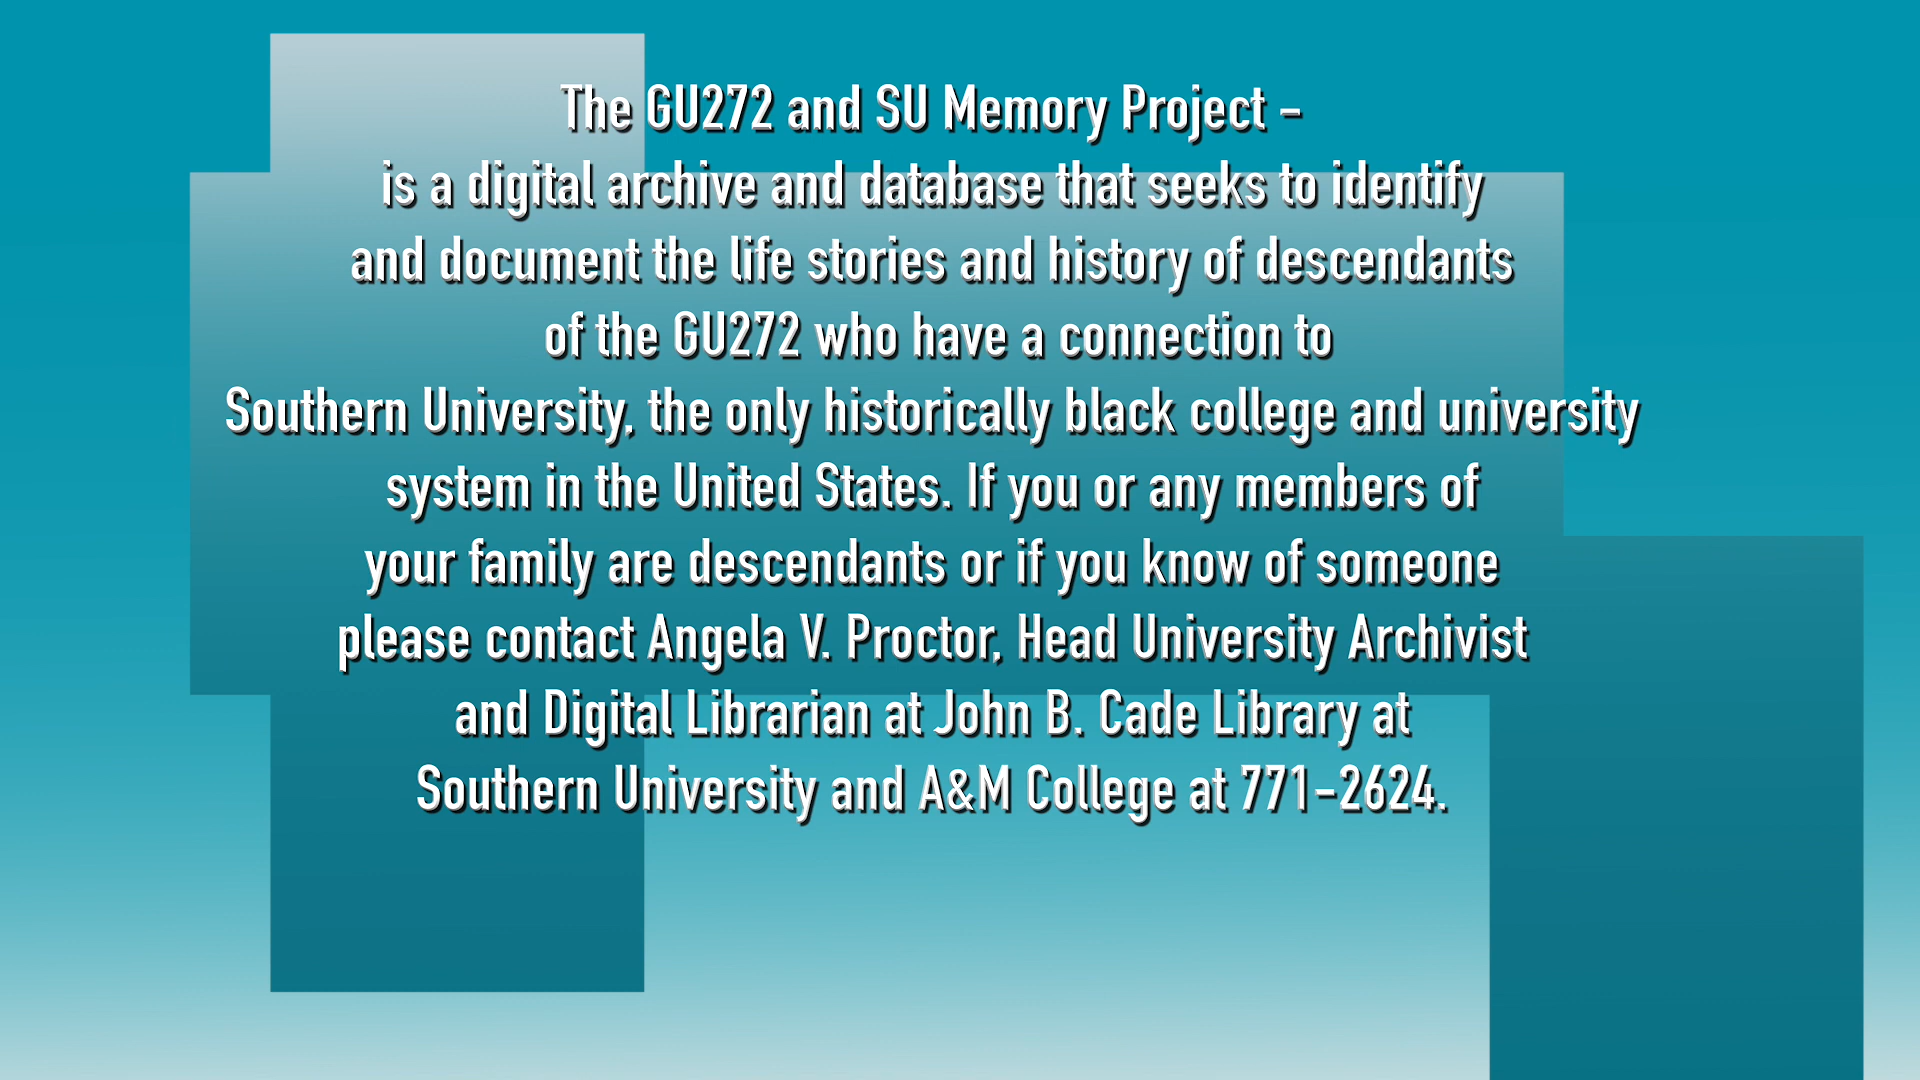 The GU272 and SU Memory Project -
is a digital archive and database that seeks to identify
and document the life stories and history of descendants
of the GU272 who have a connection to
Southern University, the only historically black college and university
system in the United States. If you or any members of
your family are descendants or if you know of someone
please contact Angela V. Proctor, Head University Archivist
and Digital Librarian at John B. Cade Library at
Southern University and A&M College at 771-2624.